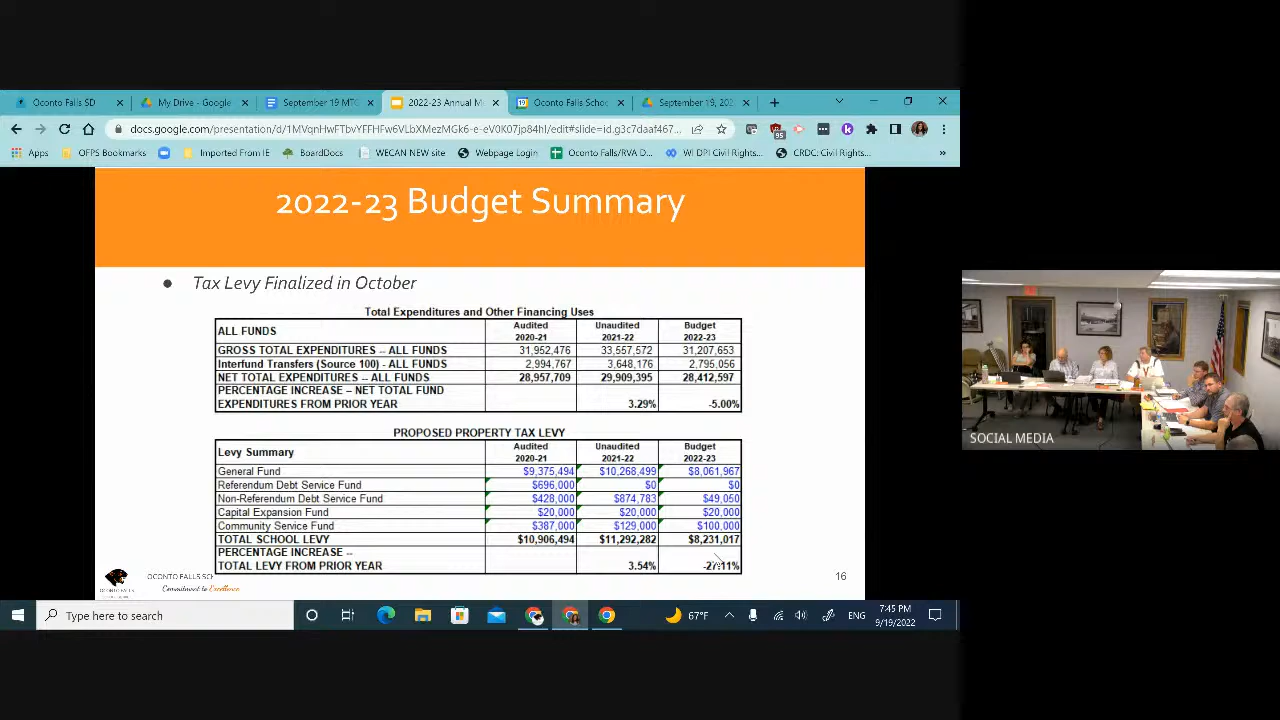 Oconto Falls SD
My Drive - Google
September 19 MTG
2022-23 Annual M
Oconto Falls Schoo
September 19, 202
docs.google.com/presentation/d/1MVqnHwFTbvYFFHFw6VLbXMezMGk6-e-eV0K07jp84hI/edit#slide=id.g3c7daaf467...
95
Apps
OFPS Bookmarks
Imported From IE
BoardDocs
WECAN NEW site
Webpage Login
Oconto Falls/RVA D...
WI DPI Civil Rights...
CRDC: Civil Rights...
2022-23 Budget Summary
● Tax Levy Finalized in October
Total Expenditures and Other Financing Uses
ALL FUNDS Audited 2020-21 Unaudited 2021-22 Budget 2022-23
GROSS TOTAL EXPENDITURES -- ALL FUNDS 31,952,476 33,557,572 31,207,653
Interfund Transfers (Source 100) - ALL FUNDS 2,994,767 3,648,176 2,795,056
NET TOTAL EXPENDITURES -- ALL FUNDS 28,957,709 29,909,395 28,412,597
PERCENTAGE INCREASE – NET TOTAL FUND
EXPENDITURES FROM PRIOR YEAR 3.29% -5.00%
PROPOSED PROPERTY TAX LEVY
Levy Summary Audited 2020-21 Unaudited 2021-22 Budget 2022-23
General Fund $9,375,494 $10,268,499 $8,061,967
Referendum Debt Service Fund $696,000 $0 $0
Non-Referendum Debt Service Fund $428,000 $874,783 $49,050
Capital Expansion Fund $20,000 $20,000 $20,000
Community Service Fund $387,000 $129,000 $100,000
TOTAL SCHOOL LEVY $10,906,494 $11,292,282 $8,231,017
PERCENTAGE INCREASE --
TOTAL LEVY FROM PRIOR YEAR 3.54% -27.11%
OCONTO FALLS SCH
Commitment to Excellence
16
SOCIAL MEDIA
Type here to search
67°F
ENG
7:45 PM
9/19/2022